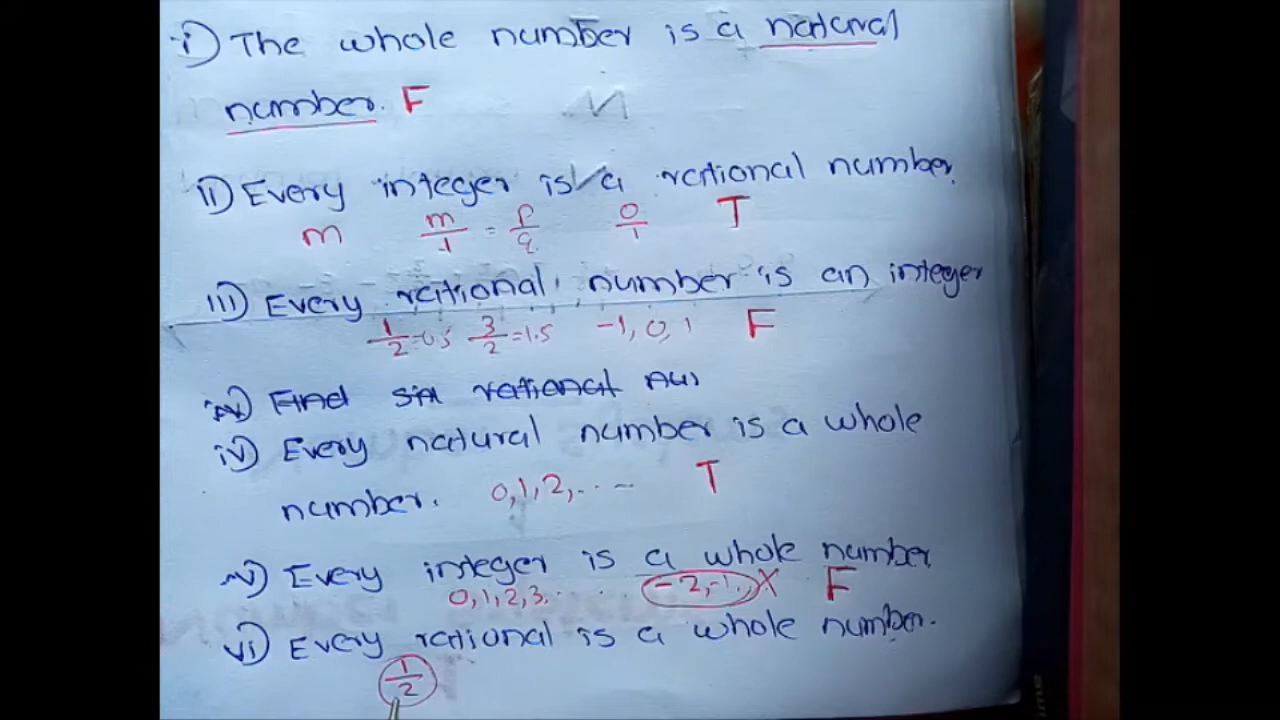 i) The whole number is a natural
number. F
ii) Every integer is a rational number.
m m/1 = p/q 0/1 T
iii) Every rational number is an integer
1/2=0.5 3/2=1.5 -1, 0, 1 F
iv) Find six rational nu
iv) Every natural number is a whole
number. 0,1,2,... T
v) Every integer is a whole number
0,1,2,3... -2,-1.. X F
vi) Every rational is a whole number.
1/2